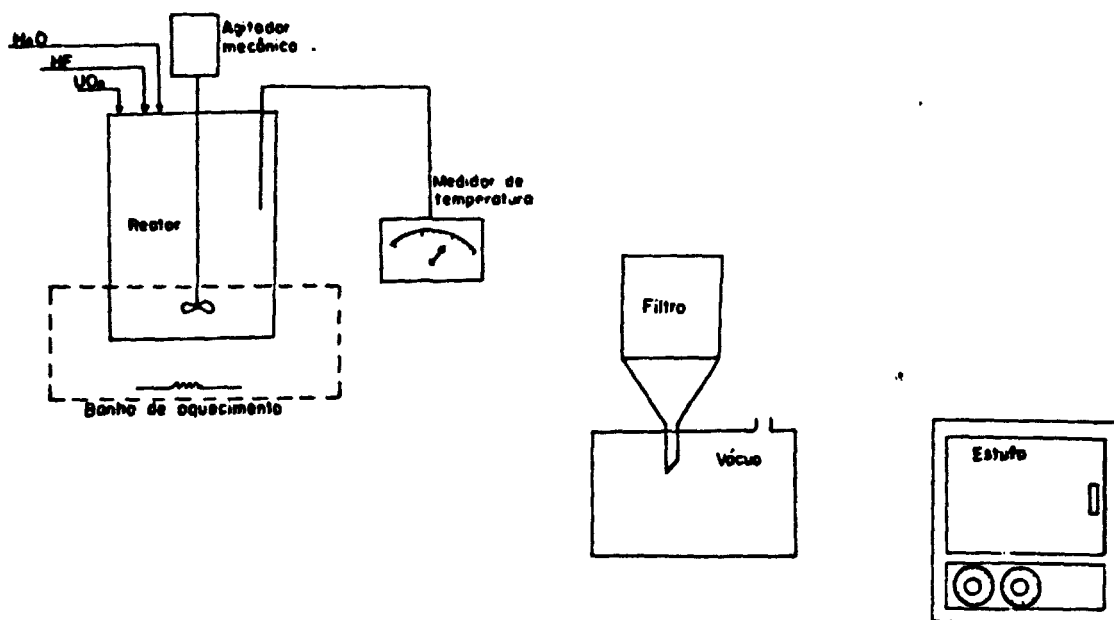 Agitador
mecânico
H₂O
HF
UO₂
Medidor de
temperatura
Reator
Filtro
Banho de aquecimento
Vácuo
Estufa